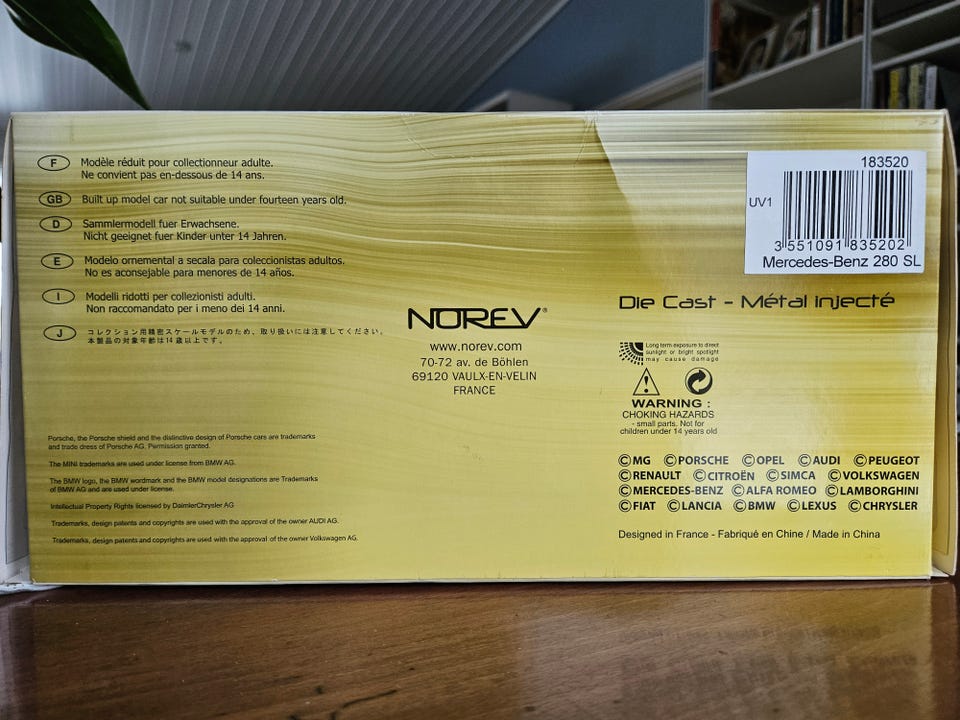 F Modèle réduit pour collectionneur adulte.
Ne convient pas en-dessous de 14 ans.
GB Built up model car not suitable under fourteen years old.
D Sammlermodell fuer Erwachsene.
Nicht geeignet fuer Kinder unter 14 Jahren.
E Modelo ornemental a secala para coleccionistas adultos.
No es aconsejable para menores de 14 años.
I Modelli ridotti per collezionisti adulti.
Non raccomandato per i meno dei 14 anni.
J コレクション用精密スケールモデルのため、取り扱いには注意してください。
本製品の対象年齢は14歳以上です。
Porsche, the Porsche shield and the distinctive design of Porsche cars are trademarks
and trade dress of Porsche AG. Permission granted.
The MINI trademarks are used under license from BMW AG.
The BMW logo, the BMW wordmark and the BMW model designations are Trademarks
of BMW AG and are used under license.
Intellectual Property Rights licensed by DaimlerChrysler AG
Trademarks, design patents and copyrights are used with the approval of the owner AUDI AG.
Trademarks, design patents and copyrights are used with the approval of the owner Volkswagen AG.
NOREV®
www.norev.com
70-72 av. de Böhlen
69120 VAULX-EN-VELIN
FRANCE
183520
UV1
3 551091 835202
Mercedes-Benz 280 SL
Die Cast - Métal injecté
Long term exposure to direct
sunlight or bright spotlight
may cause damage
WARNING :
CHOKING HAZARDS
- small parts. Not for
children under 14 years old
©MG ©PORSCHE ©OPEL ©AUDI ©PEUGEOT
©RENAULT ©CITROËN ©SIMCA ©VOLKSWAGEN
©MERCEDES-BENZ ©ALFA ROMEO ©LAMBORGHINI
©FIAT ©LANCIA ©BMW ©LEXUS ©CHRYSLER
Designed in France - Fabriqué en Chine / Made in China